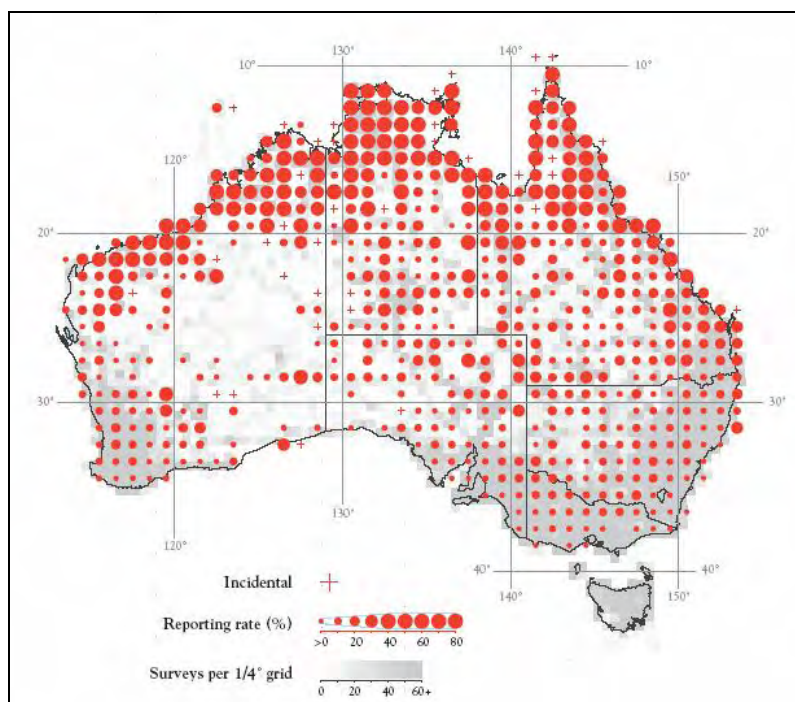 130° 140°
10° 10°
120° 150°
20° 20°
30° 30°
120° 130° 40° 140° 150° 40°
Incidental
Reporting rate (%)
>0 20 40 60 80
Surveys per 1/4° grid
0 20 40 60+